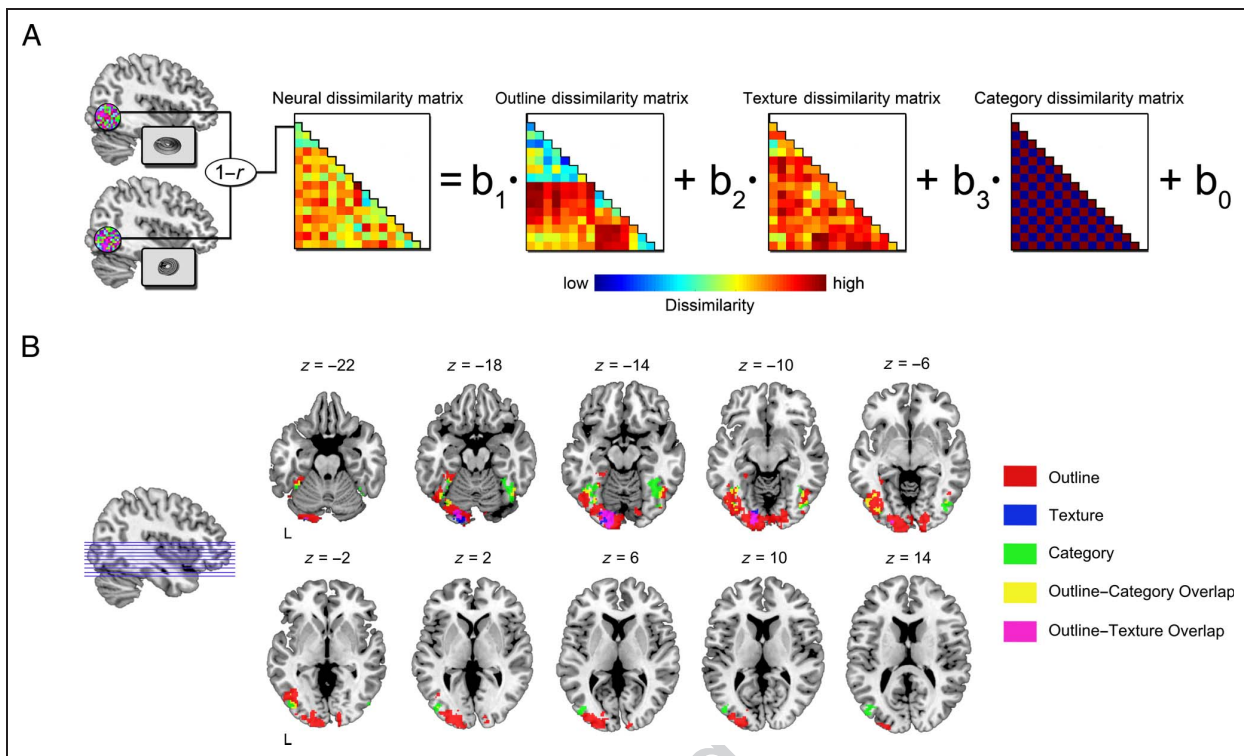 A
Neural dissimilarity matrix
Outline dissimilarity matrix
Texture dissimilarity matrix
Category dissimilarity matrix
1–r
= b1· + b2· + b3· + b0
low
high
Dissimilarity
B
z = –22
z = –18
z = –14
z = –10
z = –6
L
z = –2
z = 2
z = 6
z = 10
z = 14
L
Outline
Texture
Category
Outline–Category Overlap
Outline–Texture Overlap